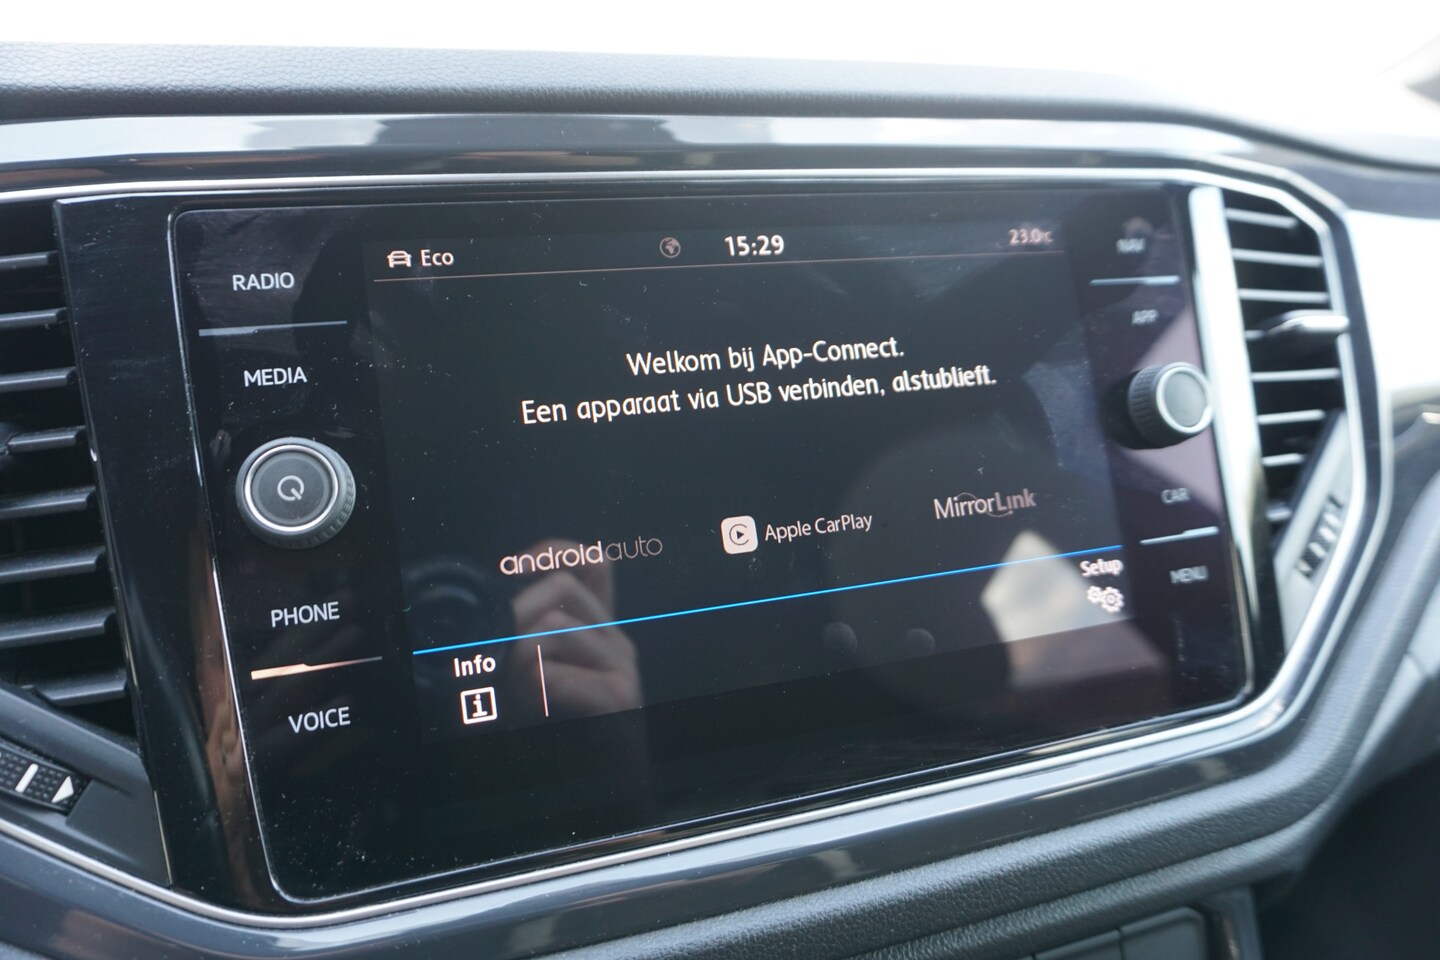 Eco
15:29
23.0°C
RADIO
MEDIA
PHONE
VOICE
NAV
APP
CAR
MENU
Welkom bij App-Connect.
Een apparaat via USB verbinden, alstublieft.
androidauto
Apple CarPlay
MirrorLink
Info
i
Setup